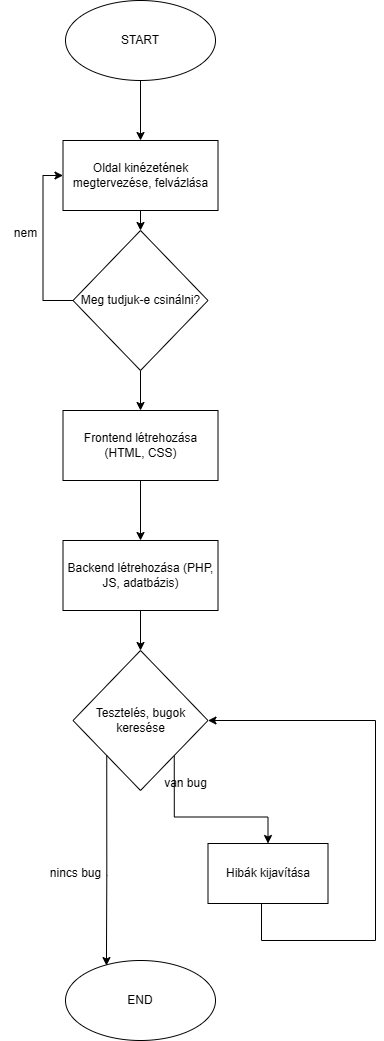 START
Oldal kinézetének
megtervezése, felvázlása
nem
Meg tudjuk-e csinálni?
Frontend létrehozása
(HTML, CSS)
Backend létrehozása (PHP,
JS, adatbázis)
Tesztelés, bugok
keresése
van bug
nincs bug
Hibák kijavítása
END